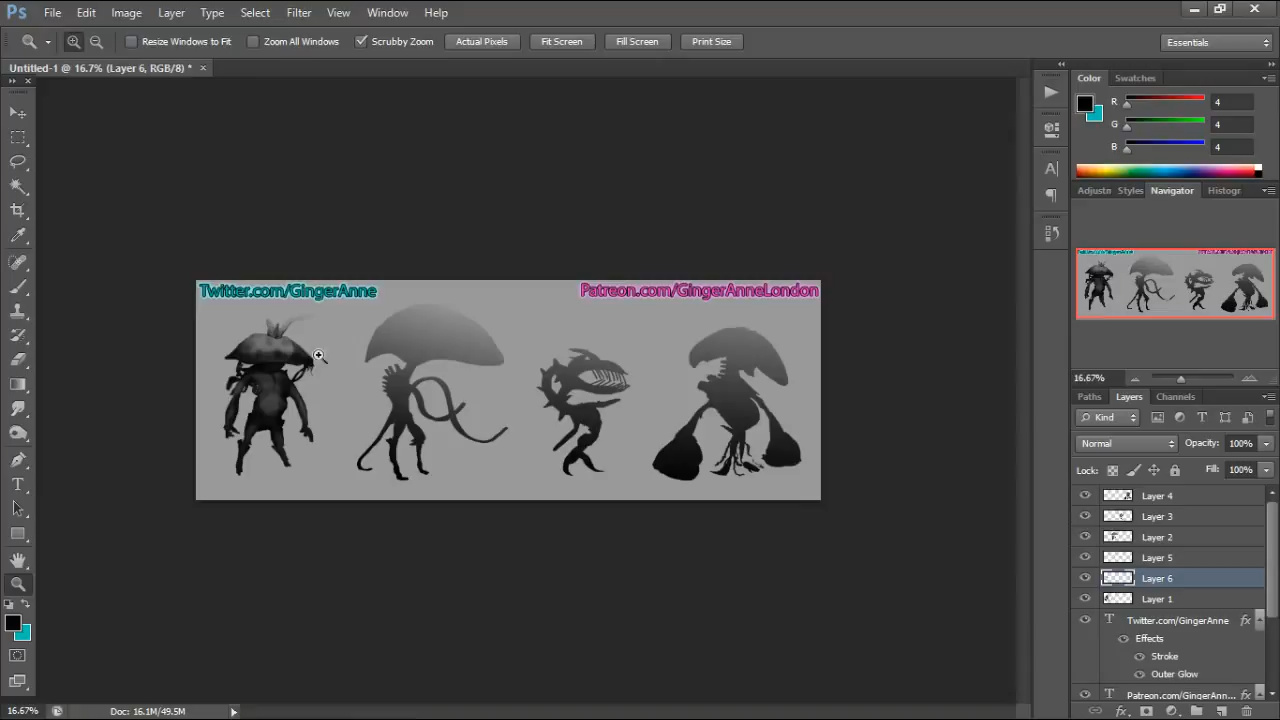 Ps File Edit Image Layer Type Select Filter View Window Help
Resize Windows to Fit Zoom All Windows Scrubby Zoom Actual Pixels Fit Screen Fill Screen Print Size Essentials
Untitled-1 @ 16.7% (Layer 6, RGB/8) *
Color Swatches
R 4
G 4
B 4
Adjustn Styles Navigator Histogr
Twitter.com/GingerAnne Patreon.com/GingerAnneLondon
16.67%
Paths Layers Channels
Kind
Normal Opacity: 100%
Lock: Fill: 100%
Layer 4
Layer 3
Layer 2
Layer 5
Layer 6
Layer 1
Twitter.com/GingerAnne fx
Effects
Stroke
Outer Glow
Patreon.com/GingerAnn... fx
16.67% Doc: 16.1M/49.5M